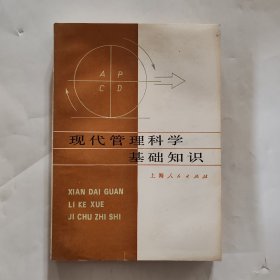 A P
C D
现代管理科学
基础知识
上海人民出版社
XIAN DAI GUAN
LI KE XUE
JI CHU ZHI SHI